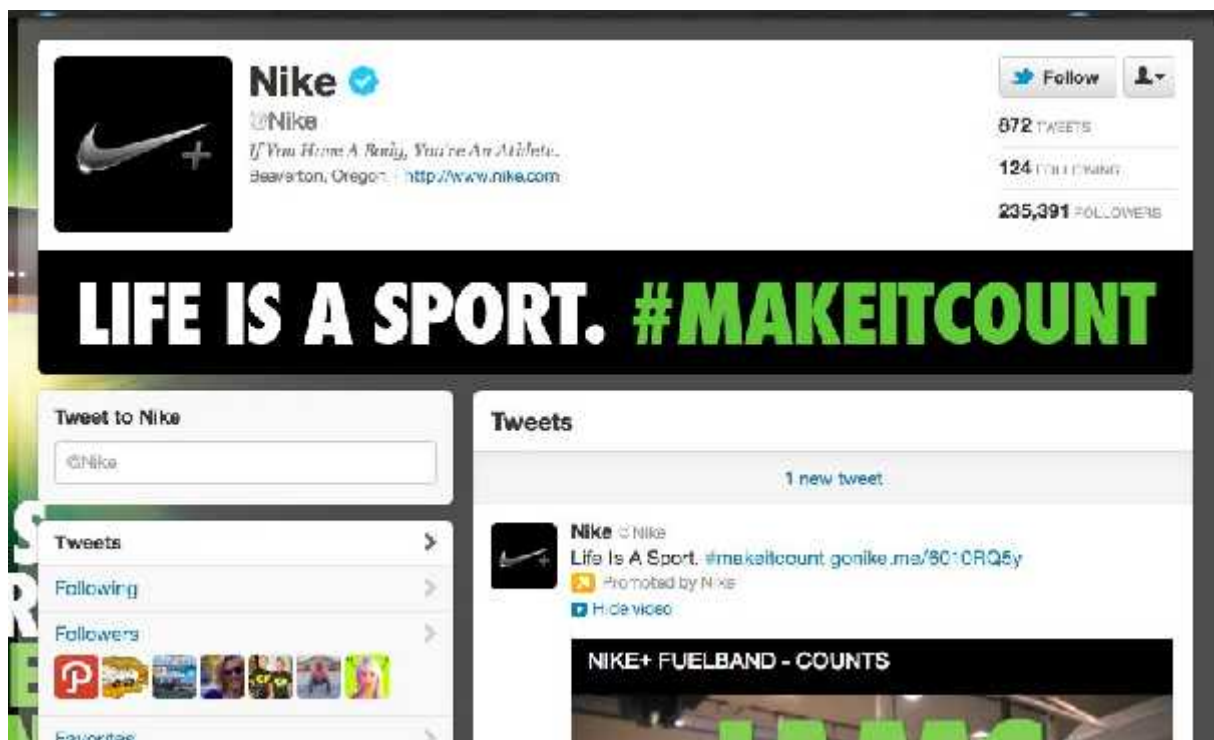 Nike
@Nike
If You Have A Body, You're An Athlete.
Beaverton, Oregon · http://www.nike.com
Follow
872 TWEETS
124 FOLLOWING
235,391 FOLLOWERS
LIFE IS A SPORT. #MAKEITCOUNT
Tweet to Nike
@Nike
Tweets
Following
Followers
Favorites
Tweets
1 new tweet
Nike @Nike
Life Is A Sport. #makeitcount
Promoted by Nike
Hide video
NIKE+ FUELBAND - COUNTS